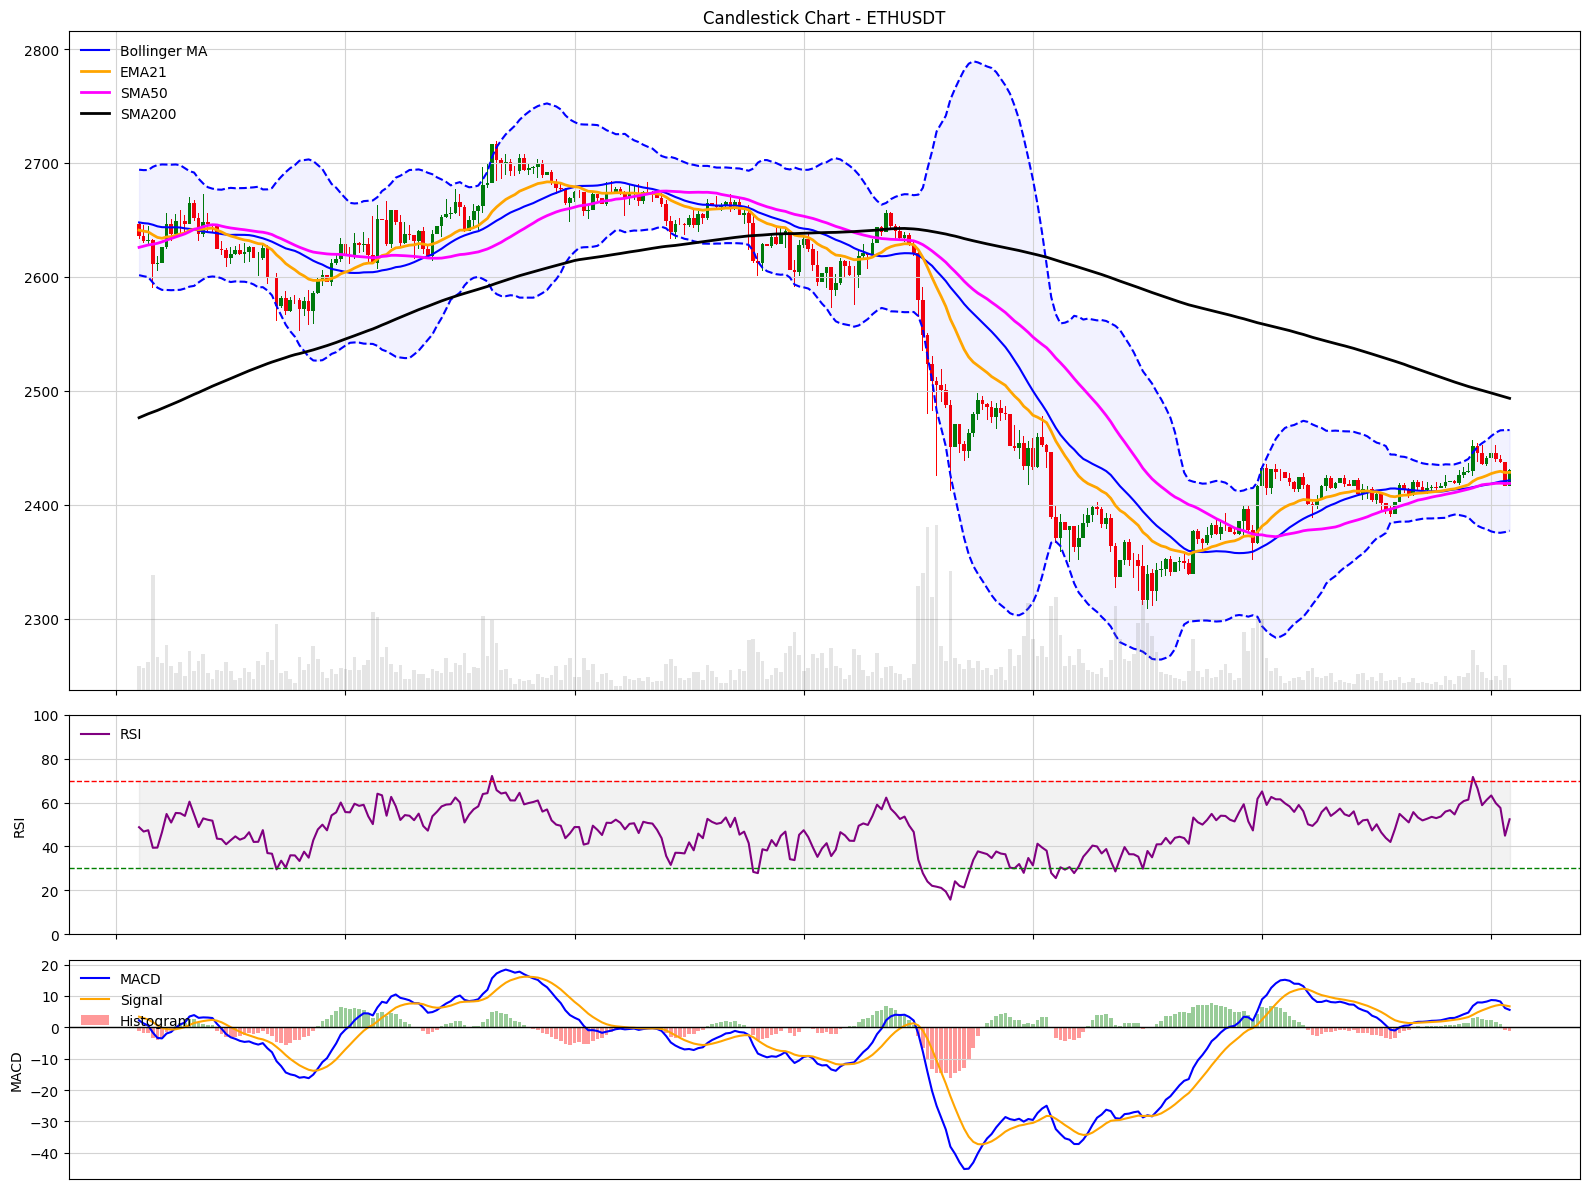 Candlestick Chart - ETHUSDT
Bollinger MA
EMA21
SMA50
SMA200
2800
2700
2600
2500
2400
2300
RSI
100
80
60
40
20
0
RSI
MACD
Signal
Histogram
20
10
0
−10
−20
−30
−40
MACD